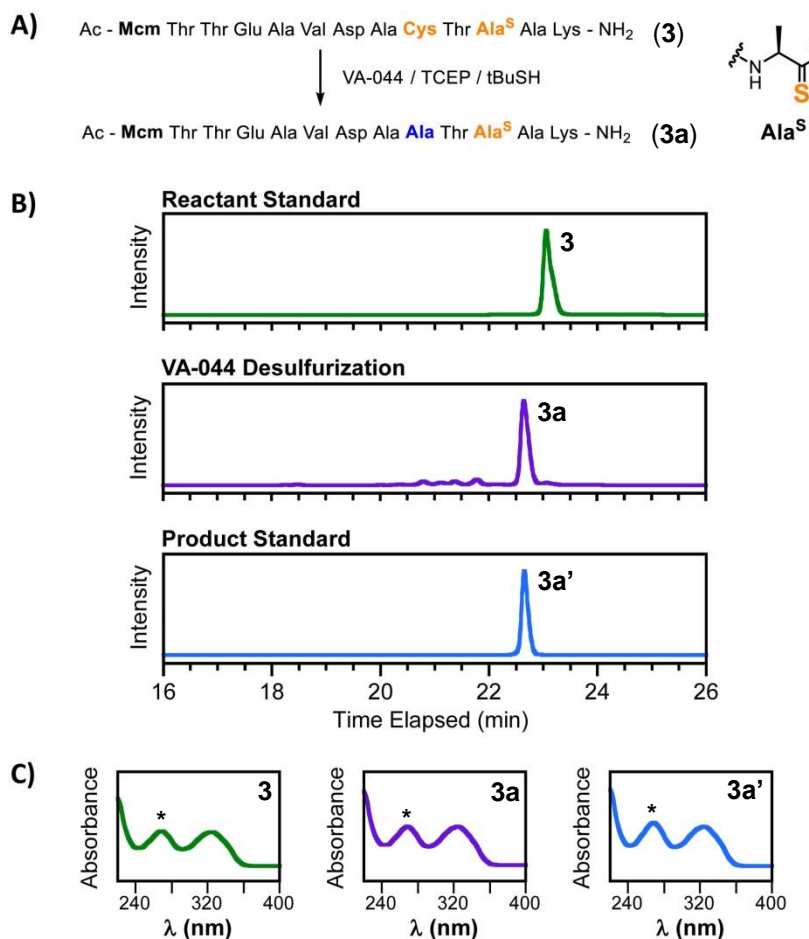 A)
Ac - Mcm Thr Thr Glu Ala Val Asp Ala Cys Thr Ala^S Ala Lys - NH₂ (3)
VA-044 / TCEP / tBuSH
Ac - Mcm Thr Thr Glu Ala Val Asp Ala Ala Thr Ala^S Ala Lys - NH₂ (3a)
N
H
S
Ala^S
B)
Reactant Standard
Intensity
3
VA-044 Desulfurization
Intensity
3a
Product Standard
Intensity
3a’
16 18 20 22 24 26
Time Elapsed (min)
C)
Absorbance
3
*
240 320 400
λ (nm)
Absorbance
3a
*
240 320 400
λ (nm)
Absorbance
3a’
*
240 320 400
λ (nm)